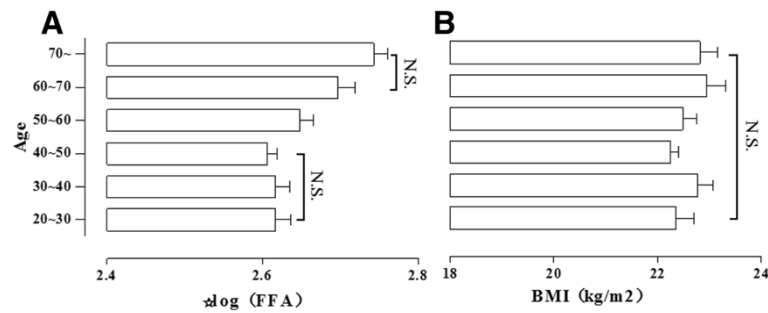 A
B
70~
60~70
50~60
40~50
30~40
20~30
Age
N.S.
N.S.
N.S.
2.4 2.6 2.8
☆log (FFA)
18 20 22 24
BMI (kg/m2)